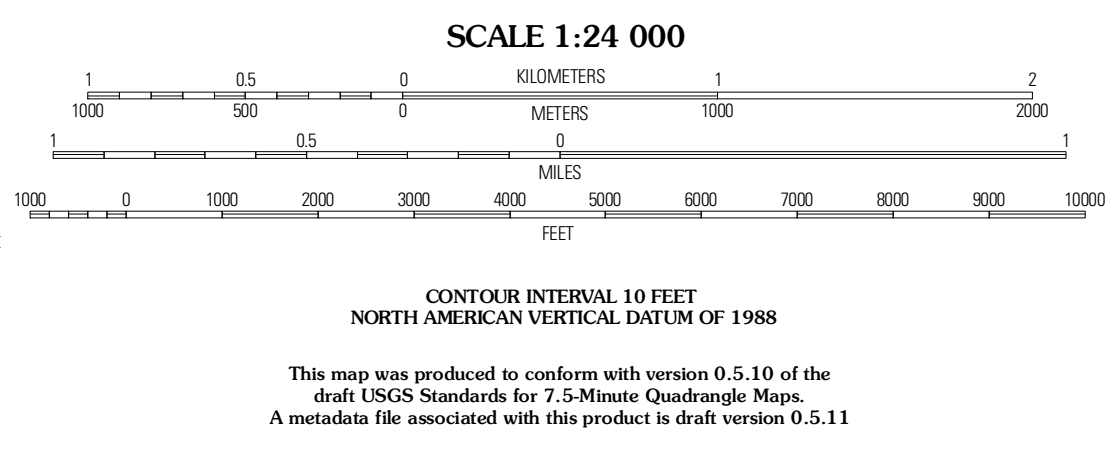 SCALE 1:24 000
1 0.5 0 KILOMETERS 1 2
1000 500 0 METERS 1000 2000
1 0.5 0 1
MILES
1000 0 1000 2000 3000 4000 5000 6000 7000 8000 9000 10000
FEET
CONTOUR INTERVAL 10 FEET
NORTH AMERICAN VERTICAL DATUM OF 1988
This map was produced to conform with version 0.5.10 of the
draft USGS Standards for 7.5-Minute Quadrangle Maps.
A metadata file associated with this product is draft version 0.5.11